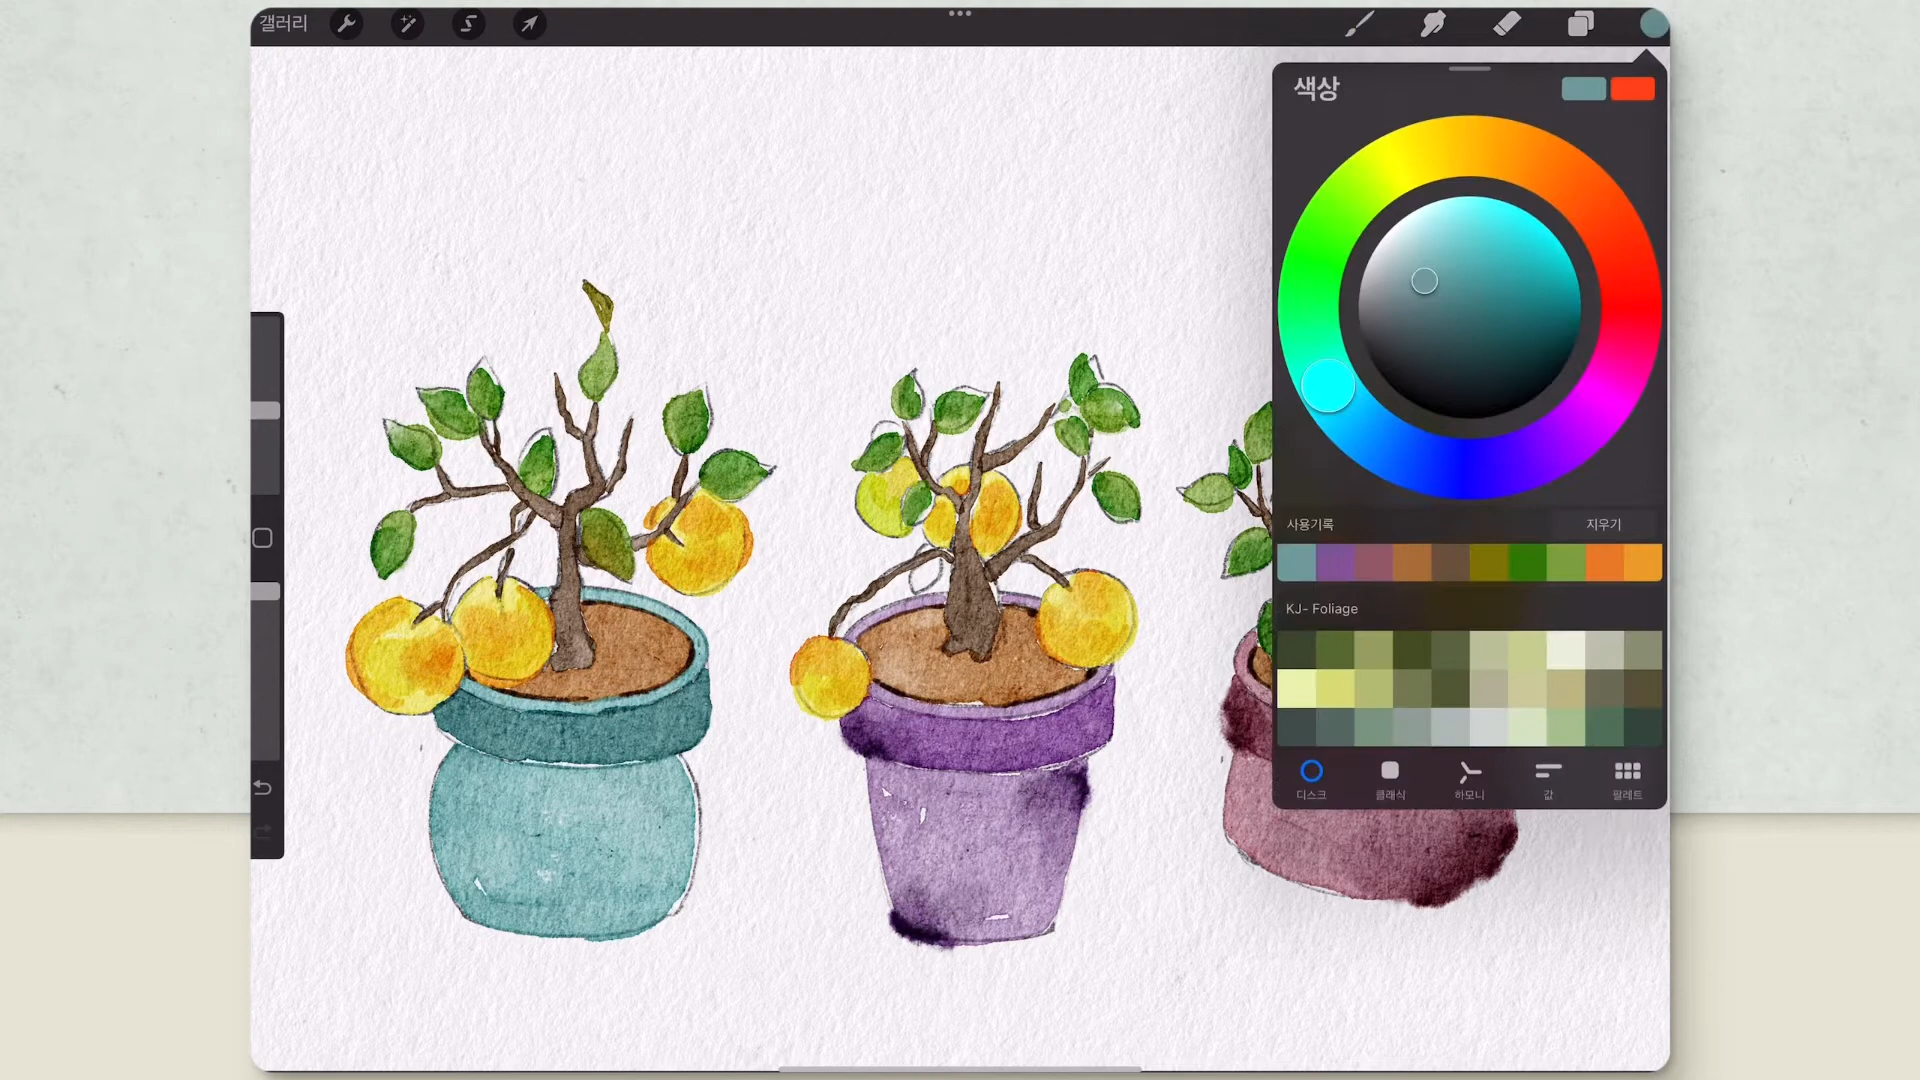 갤러리
색상
사용기록 지우기
KJ- Foliage
디스크 클래식 하모니 값 팔레트